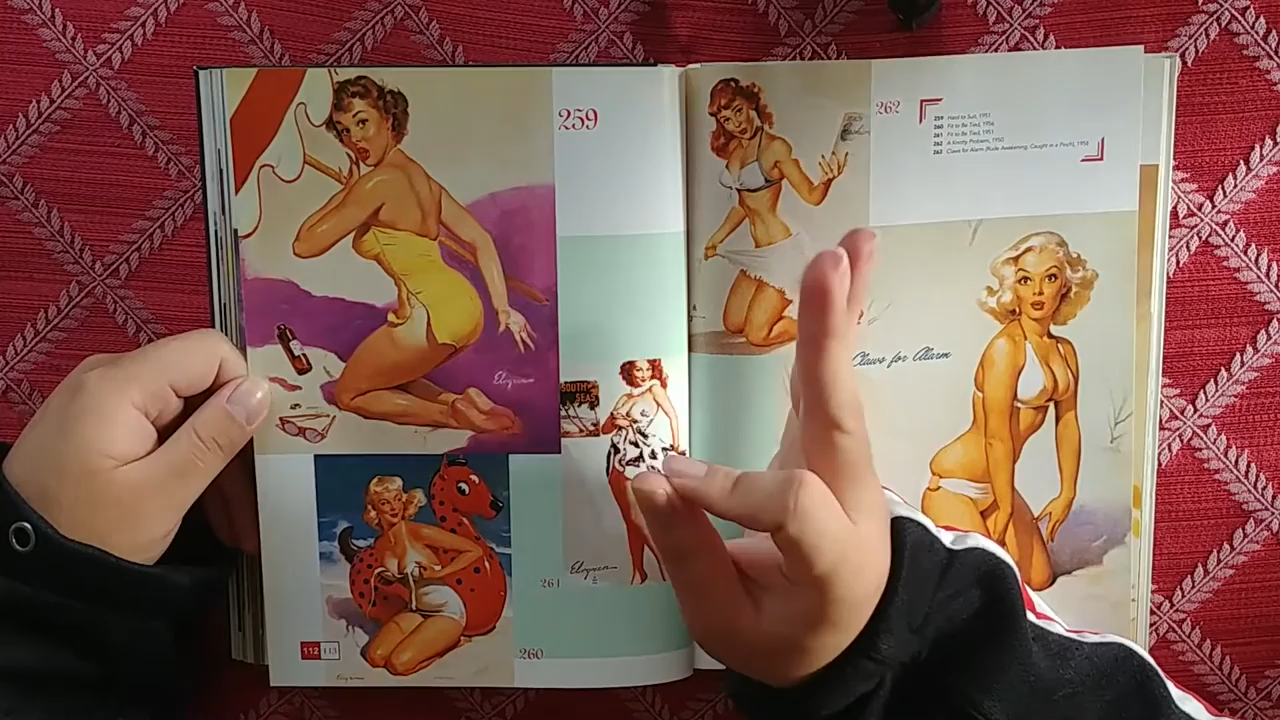 259
262
259 Hard to Suit, 1951
260 Fit to Be Tied, 1956
261 Fit to Be Tied, 1951
262 A Knotty Problem, 1950
263 Claws for Alarm (Rude Awakening; Caught in a Pinch), 1958
Claws for Alarm
SOUTH
SEAS
Elvgren
Elvgren
261
260
112 113